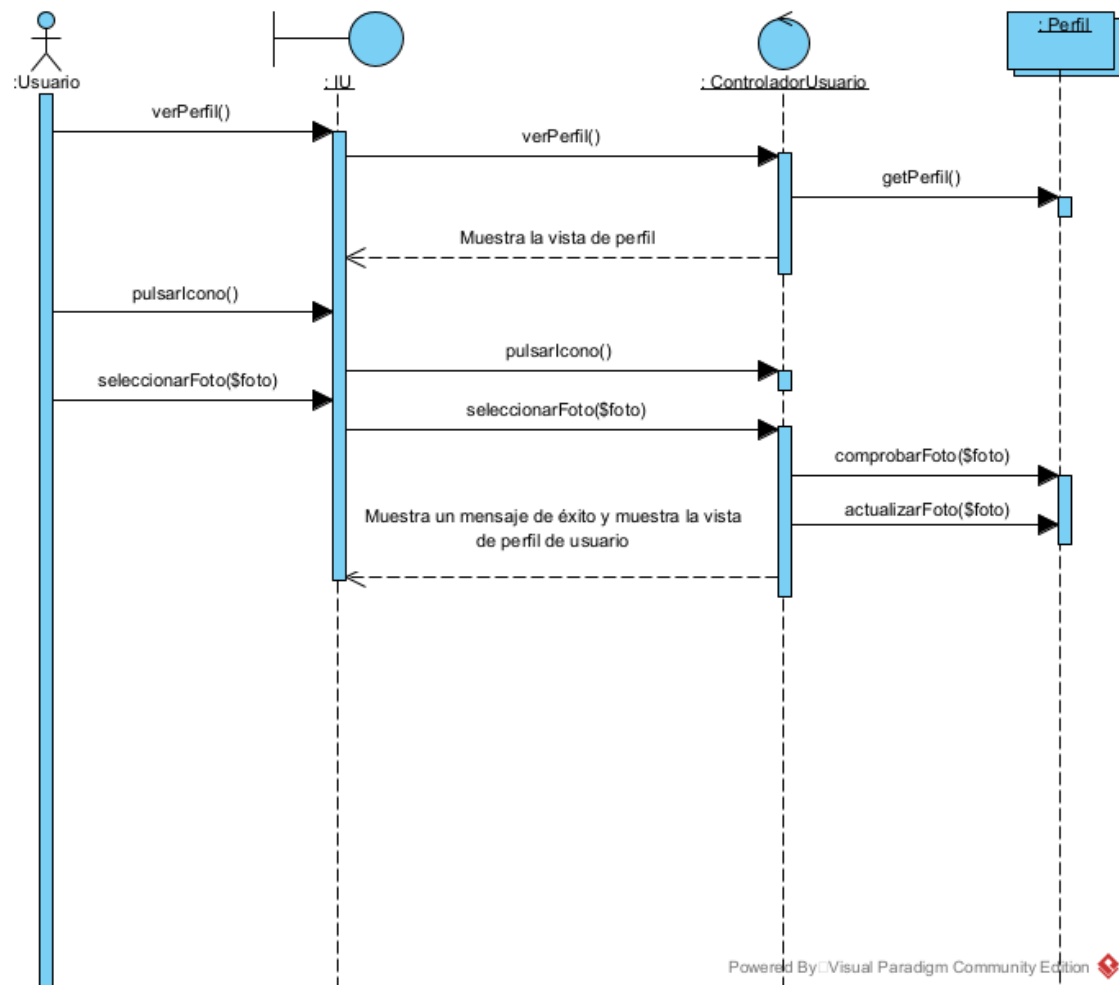 : Perfil
:Usuario
: IU
: ControladorUsuario
verPerfil()
verPerfil()
getPerfil()
Muestra la vista de perfil
pulsarIcono()
pulsarIcono()
seleccionarFoto($foto)
seleccionarFoto($foto)
comprobarFoto($foto)
actualizarFoto($foto)
Muestra un mensaje de éxito y muestra la vista
de perfil de usuario
Powered By Visual Paradigm Community Edition